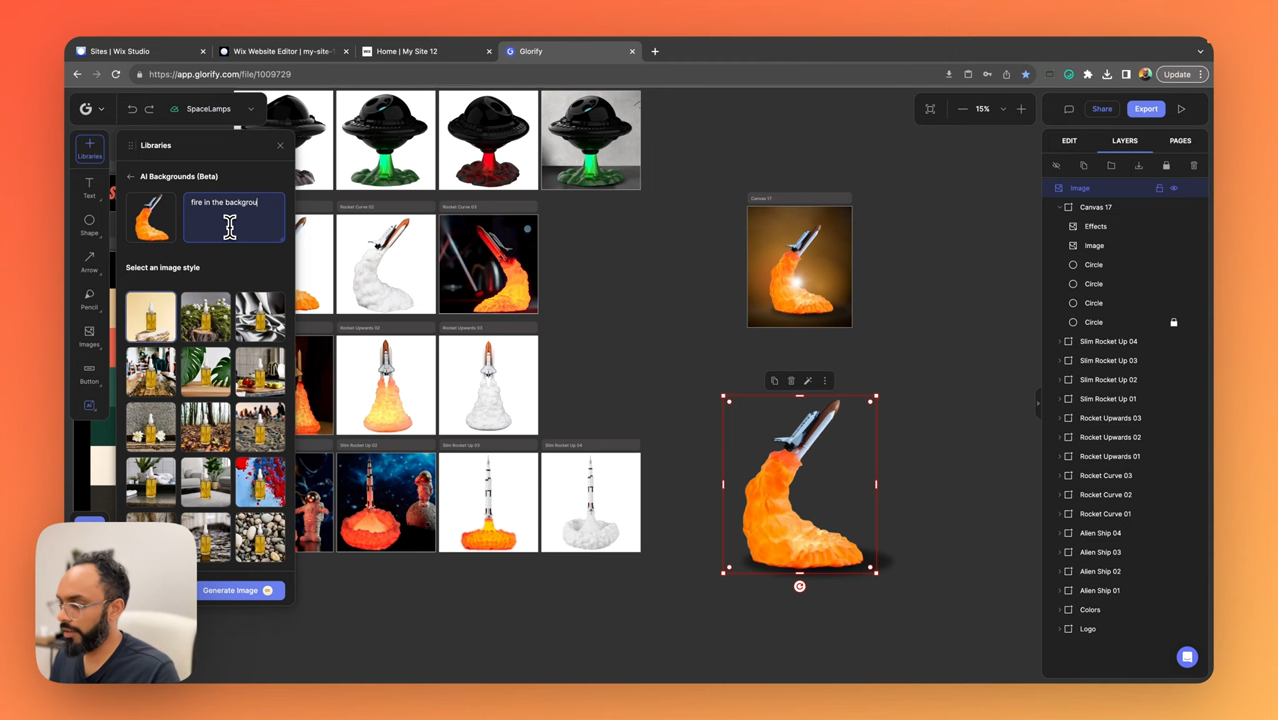 Sites | Wix Studio
Wix Website Editor | my-site-1
Home | My Site 12
Glorify
https://app.glorify.com/file/1009729
Update
SpaceLamps
15%
Share
Export
Libraries
Libraries
AI Backgrounds (Beta)
fire in the backgrou
Select an image style
Text
Shape
Arrow
Pencil
Images
Button
AI
Generate Image
Rocket Curve 02
Rocket Curve 03
Rocket Upwards 02
Rocket Upwards 03
Slim Rocket Up 02
Slim Rocket Up 03
Slim Rocket Up 04
Canvas 17
EDIT
LAYERS
PAGES
Image
Canvas 17
Effects
Image
Circle
Circle
Circle
Circle
Slim Rocket Up 04
Slim Rocket Up 03
Slim Rocket Up 02
Slim Rocket Up 01
Rocket Upwards 03
Rocket Upwards 02
Rocket Upwards 01
Rocket Curve 03
Rocket Curve 02
Rocket Curve 01
Alien Ship 04
Alien Ship 03
Alien Ship 02
Alien Ship 01
Colors
Logo